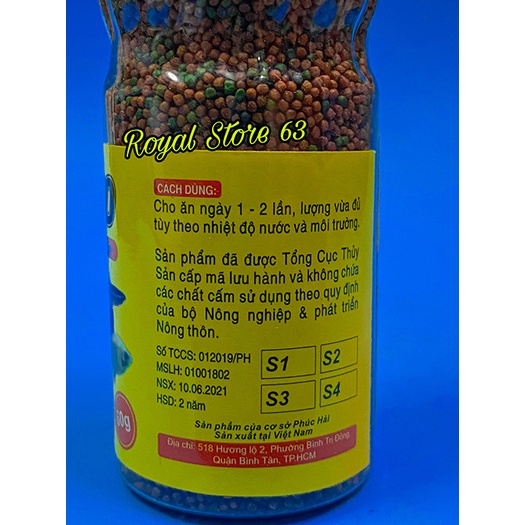 Royal Store 63
CÁCH DÙNG:
Cho ăn ngày 1 - 2 lần, lượng vừa đủ
tùy theo nhiệt độ nước và môi trường.
Sản phẩm đã được Tổng Cục Thủy
Sản cấp mã lưu hành và không chứa
các chất cấm sử dụng theo quy định
của bộ Nông nghiệp & phát triển
Nông thôn.
Số TCCS: 012019/PH
MSLH: 01001802
NSX: 10.06.2021
HSD: 2 năm
S1 S2
S3 S4
60g
Sản phẩm của cơ sở Phúc Hải
Sản xuất tại Việt Nam
Địa chỉ: 518 Hương lộ 2, Phường Bình Trị Đông,
Quận Bình Tân, TP.HCM